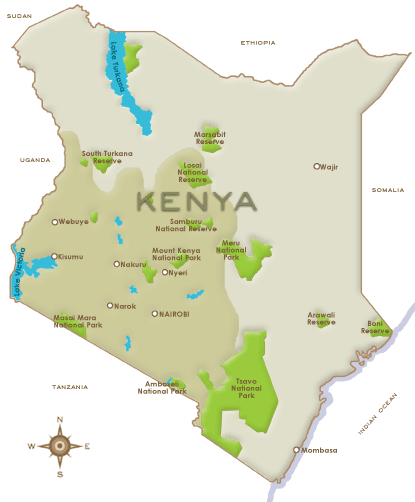 SUDAN
ETHIOPIA
Lake Turkana
Marsabit
Reserve
South Turkana
Reserve
UGANDA
Losai
National
Reserve
Wajir
SOMALIA
KENYA
Webuye
Samburu
National Reserve
Meru
National
Park
Lake Victoria
Kisumu
Mount Kenya
National Park
Nakuru
Nyeri
Narok
NAIROBI
Masai Mara
National Park
Arawali
Reserve
Boni
Reserve
TANZANIA
Amboseli
National Park
Tsavo
National
Park
INDIAN OCEAN
Mombasa
N
W
E
S